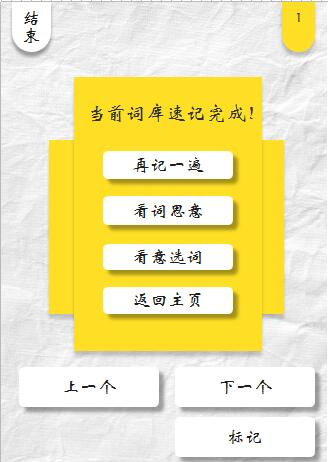 结束
1
当前词库速记完成!
再记一遍
看词思意
看意选词
返回主页
上一个
下一个
标记